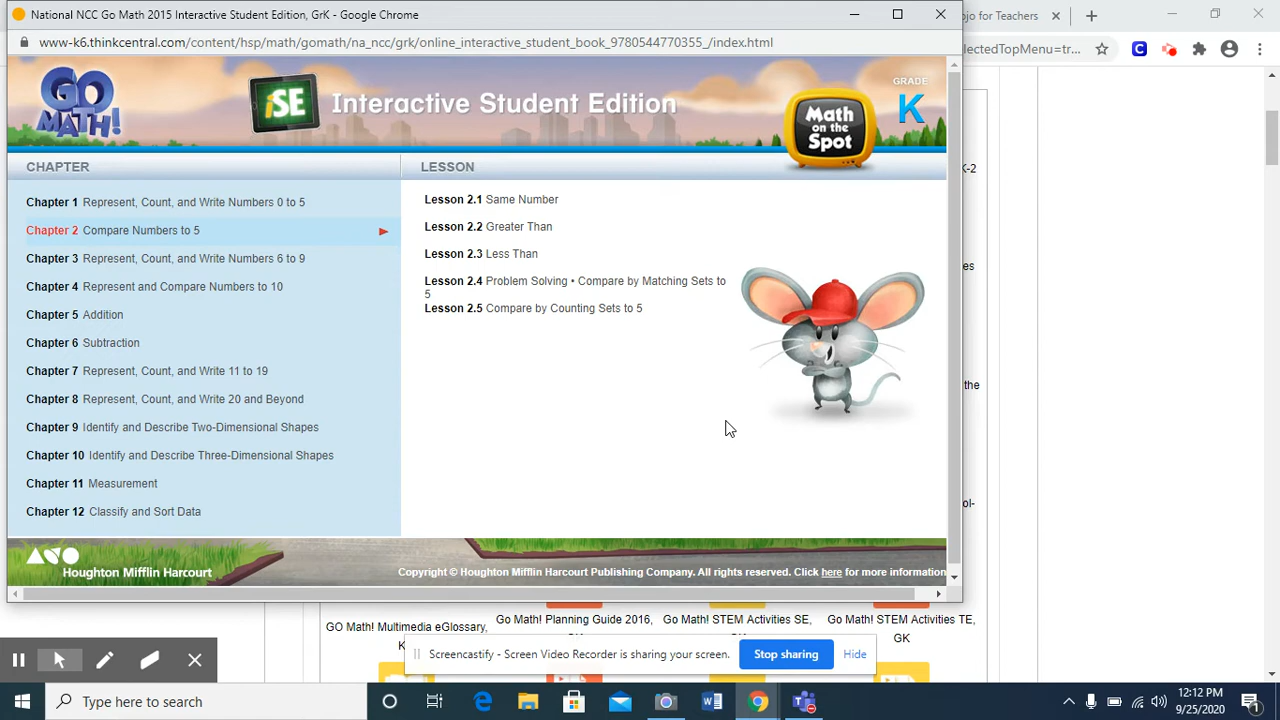 National NCC Go Math 2015 Interactive Student Edition, GrK - Google Chrome
ojo for Teachers
www-k6.thinkcentral.com/content/hsp/math/gomath/na_ncc/grk/online_interactive_student_book_9780544770355_/index.html
lectedTopMenu=tr...
GO MATH!
iSE
Interactive Student Edition
Math on the Spot
GRADE
K
CHAPTER
LESSON
Chapter 1 Represent, Count, and Write Numbers 0 to 5
Chapter 2 Compare Numbers to 5
Chapter 3 Represent, Count, and Write Numbers 6 to 9
Chapter 4 Represent and Compare Numbers to 10
Chapter 5 Addition
Chapter 6 Subtraction
Chapter 7 Represent, Count, and Write 11 to 19
Chapter 8 Represent, Count, and Write 20 and Beyond
Chapter 9 Identify and Describe Two-Dimensional Shapes
Chapter 10 Identify and Describe Three-Dimensional Shapes
Chapter 11 Measurement
Chapter 12 Classify and Sort Data
Lesson 2.1 Same Number
Lesson 2.2 Greater Than
Lesson 2.3 Less Than
Lesson 2.4 Problem Solving • Compare by Matching Sets to
5
Lesson 2.5 Compare by Counting Sets to 5
K-2
es
the
ol-
Houghton Mifflin Harcourt
Copyright © Houghton Mifflin Harcourt Publishing Company. All rights reserved. Click here for more information
GO Math! Multimedia eGlossary,
K
Go Math! Planning Guide 2016,
GK
Go Math! STEM Activities SE,
GK
Go Math! STEM Activities TE,
GK
Screencastify - Screen Video Recorder is sharing your screen.
Stop sharing
Hide
Type here to search
12:12 PM
9/25/2020